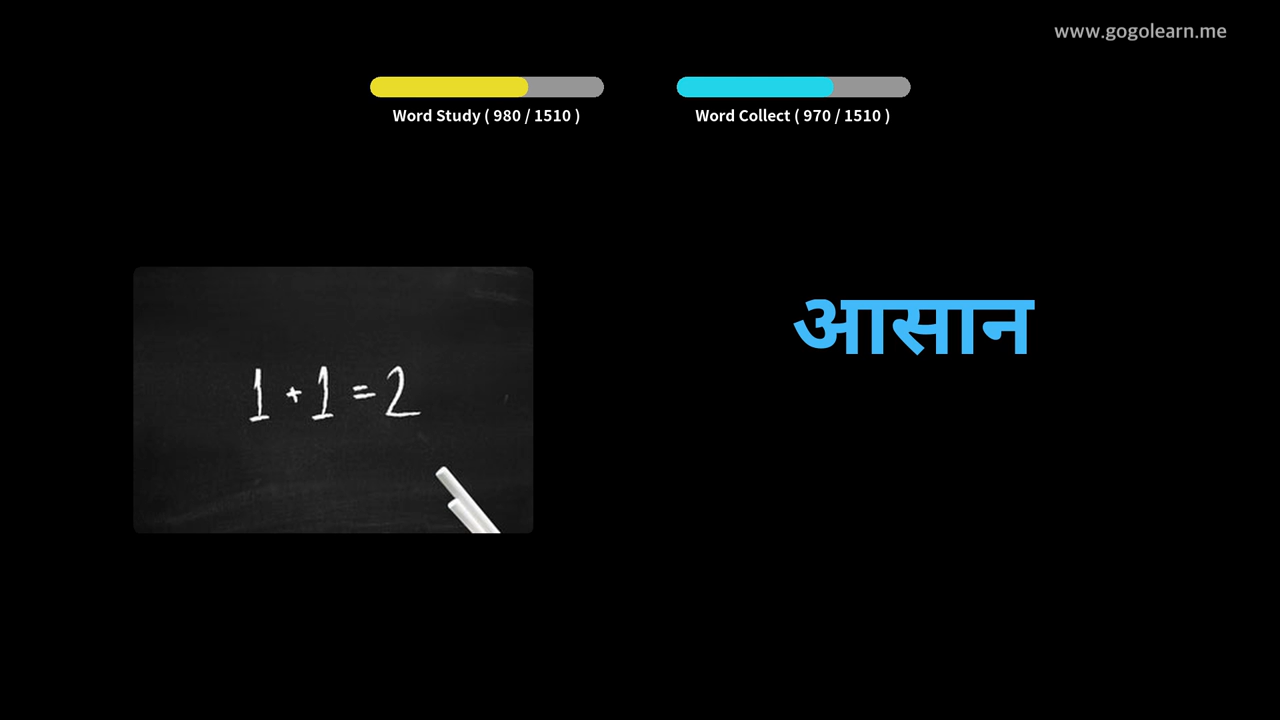 www.gogolearn.me
Word Study ( 980 / 1510 )
Word Collect ( 970 / 1510 )
1 + 1 = 2
आसान